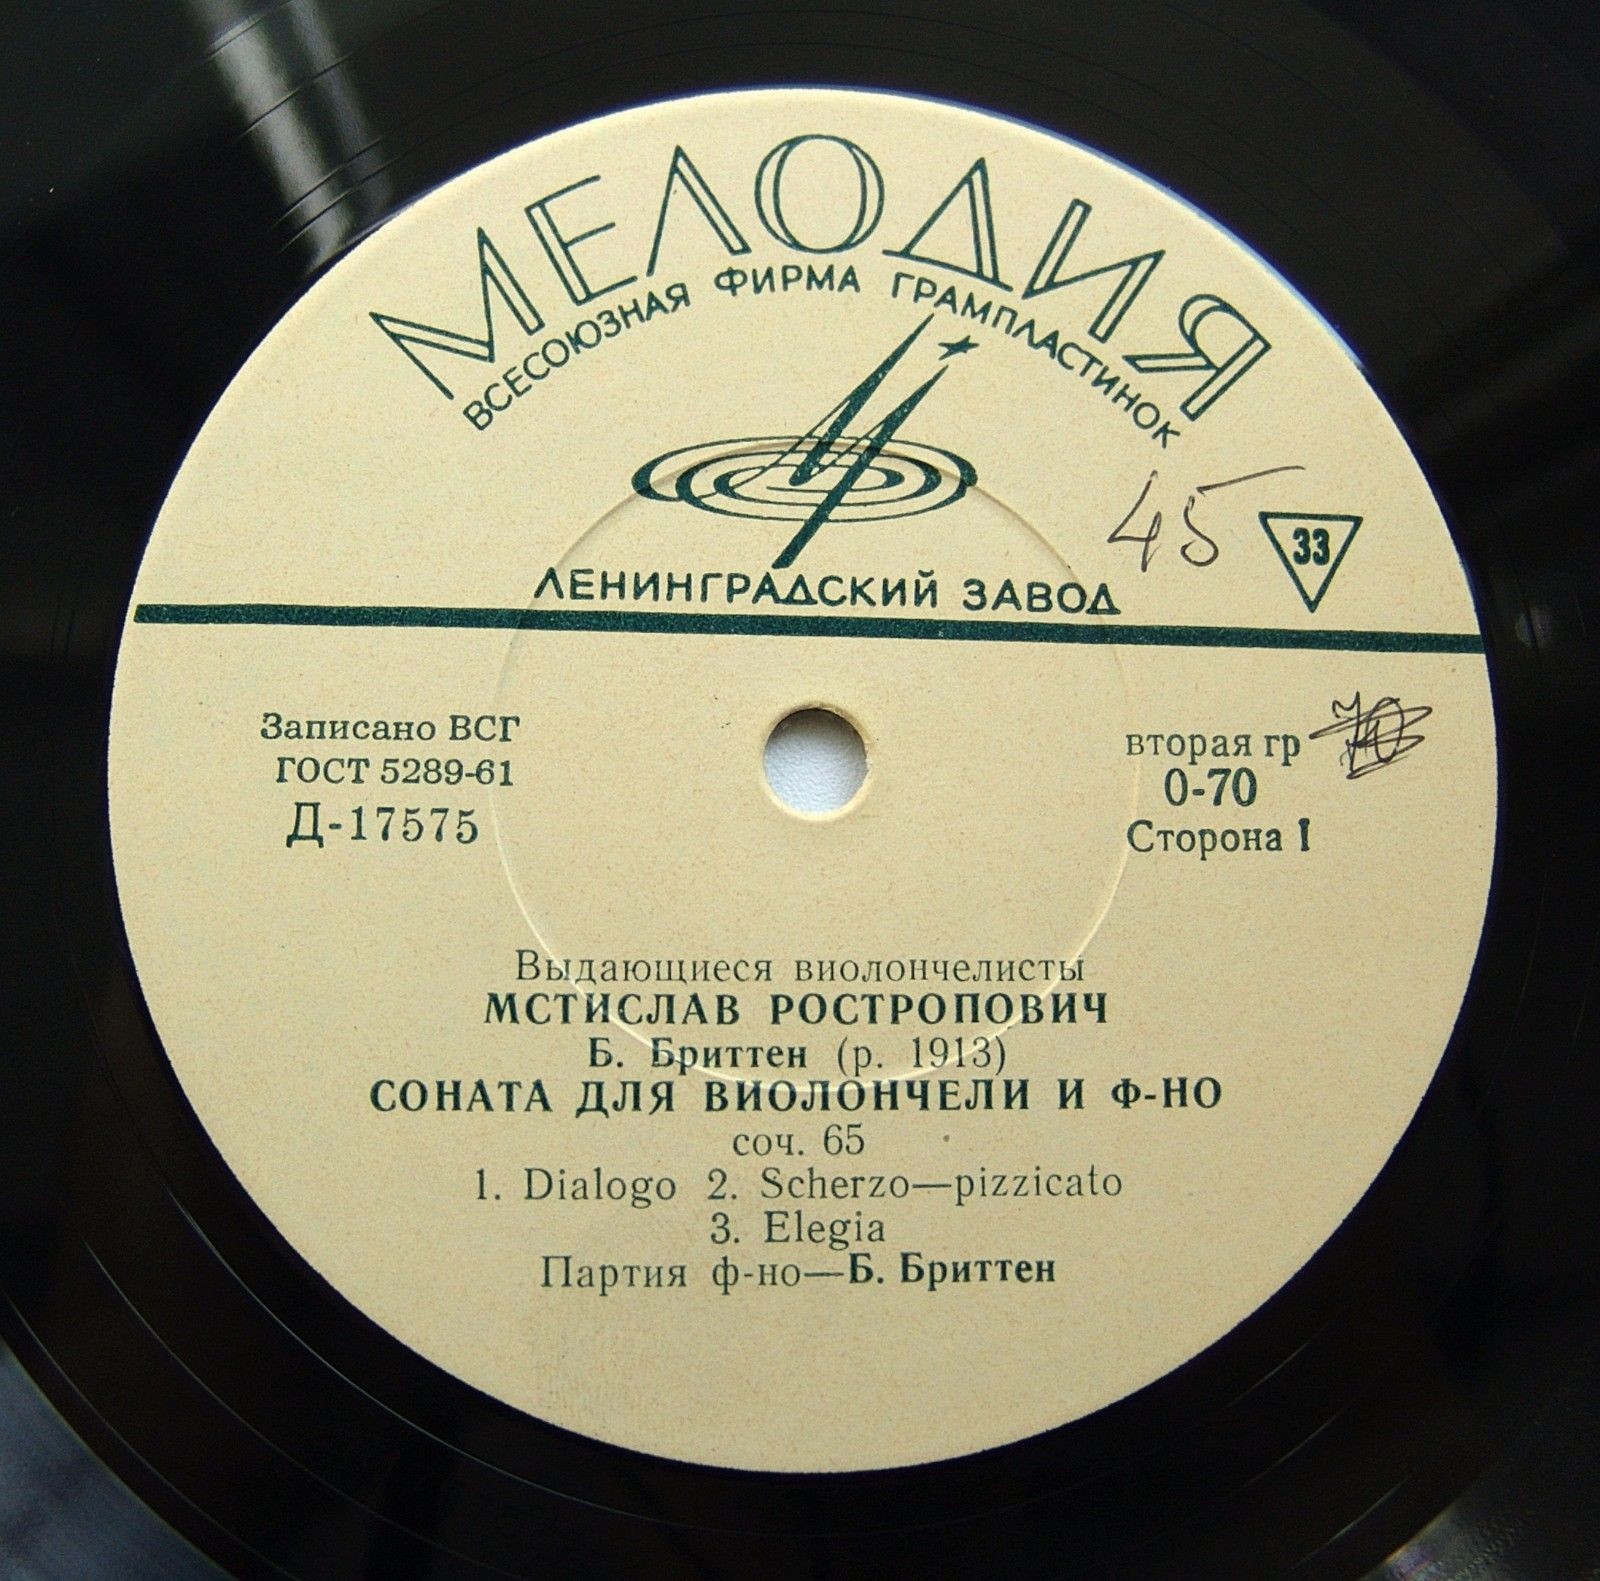 МЕЛОДИЯ
ВСЕСОЮЗНАЯ ФИРМА ГРАМПЛАСТИНОК
45
33
ЛЕНИНГРАДСКИЙ ЗАВОД
Записано ВСГ
ГОСТ 5289-61
Д-17575
вторая гр
0-70
Сторона I
Выдающиеся виолончелисты
МСТИСЛАВ РОСТРОПОВИЧ
Б. Бриттен (р. 1913)
СОНАТА ДЛЯ ВИОЛОНЧЕЛИ И Ф-НО
соч. 65
1. Dialogo 2. Scherzo—pizzicato
3. Elegia
Партия ф-но—Б. Бриттен